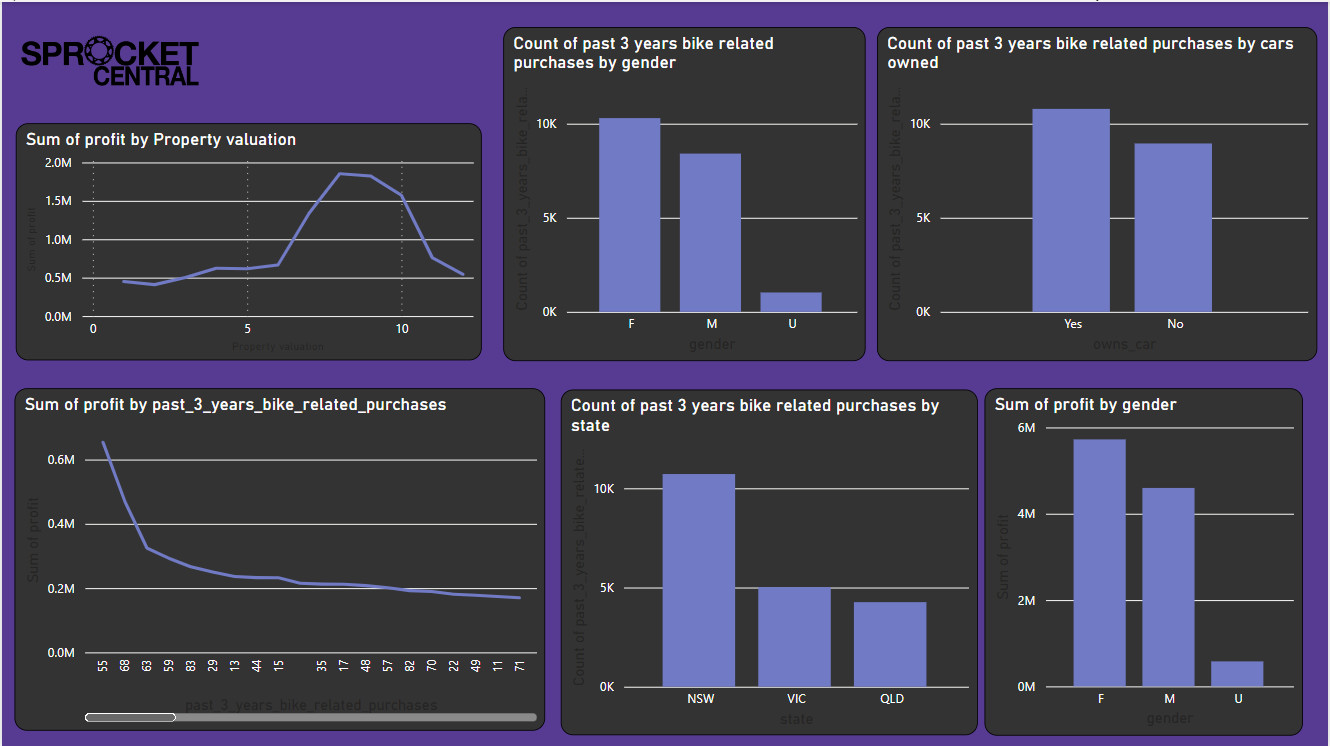 SPROCKET
CENTRAL
Sum of profit by Property valuation
Sum of profit
2.0M
1.5M
1.0M
0.5M
0.0M
0
5
10
Property valuation
Count of past 3 years bike related
purchases by gender
Count of past_3_years_bike_rela...
10K
5K
0K
F
M
U
gender
Count of past 3 years bike related purchases by cars
owned
Count of past_3_years_bike_rela...
10K
5K
0K
Yes
No
owns_car
Sum of profit by past_3_years_bike_related_purchases
Sum of profit
0.6M
0.4M
0.2M
0.0M
55
68
63
59
83
29
13
44
15
35
17
48
57
82
70
22
49
11
71
past_3_years_bike_related_purchases
Count of past 3 years bike related purchases by
state
Count of past_3_years_bike_relate...
10K
5K
0K
NSW
VIC
QLD
state
Sum of profit by gender
Sum of profit
6M
4M
2M
0M
F
M
U
gender